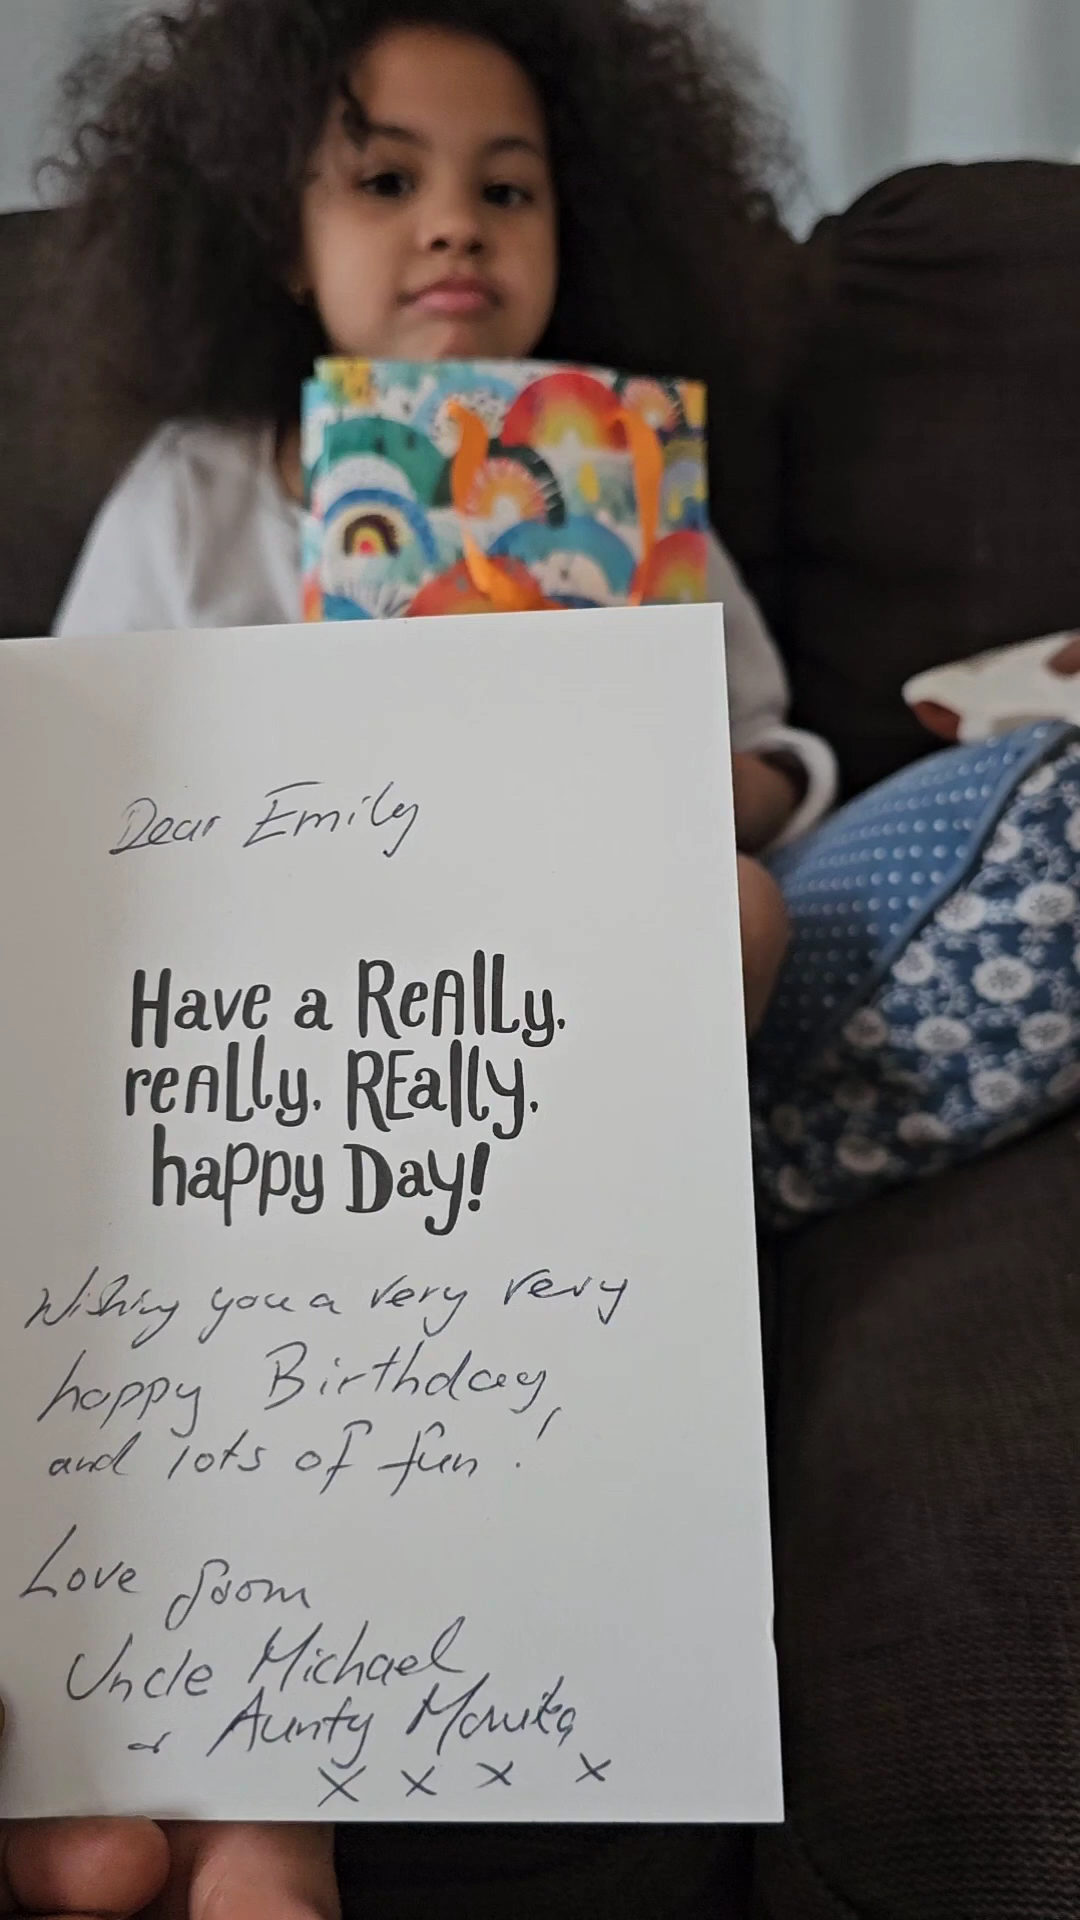 Dear Emily
Have a ReAlly,
reALly, REally,
happy Day!
Wishing you a very very
happy Birthday,
and lots of fun!
Love from
Uncle Michael
& Aunty Monika
x x x x